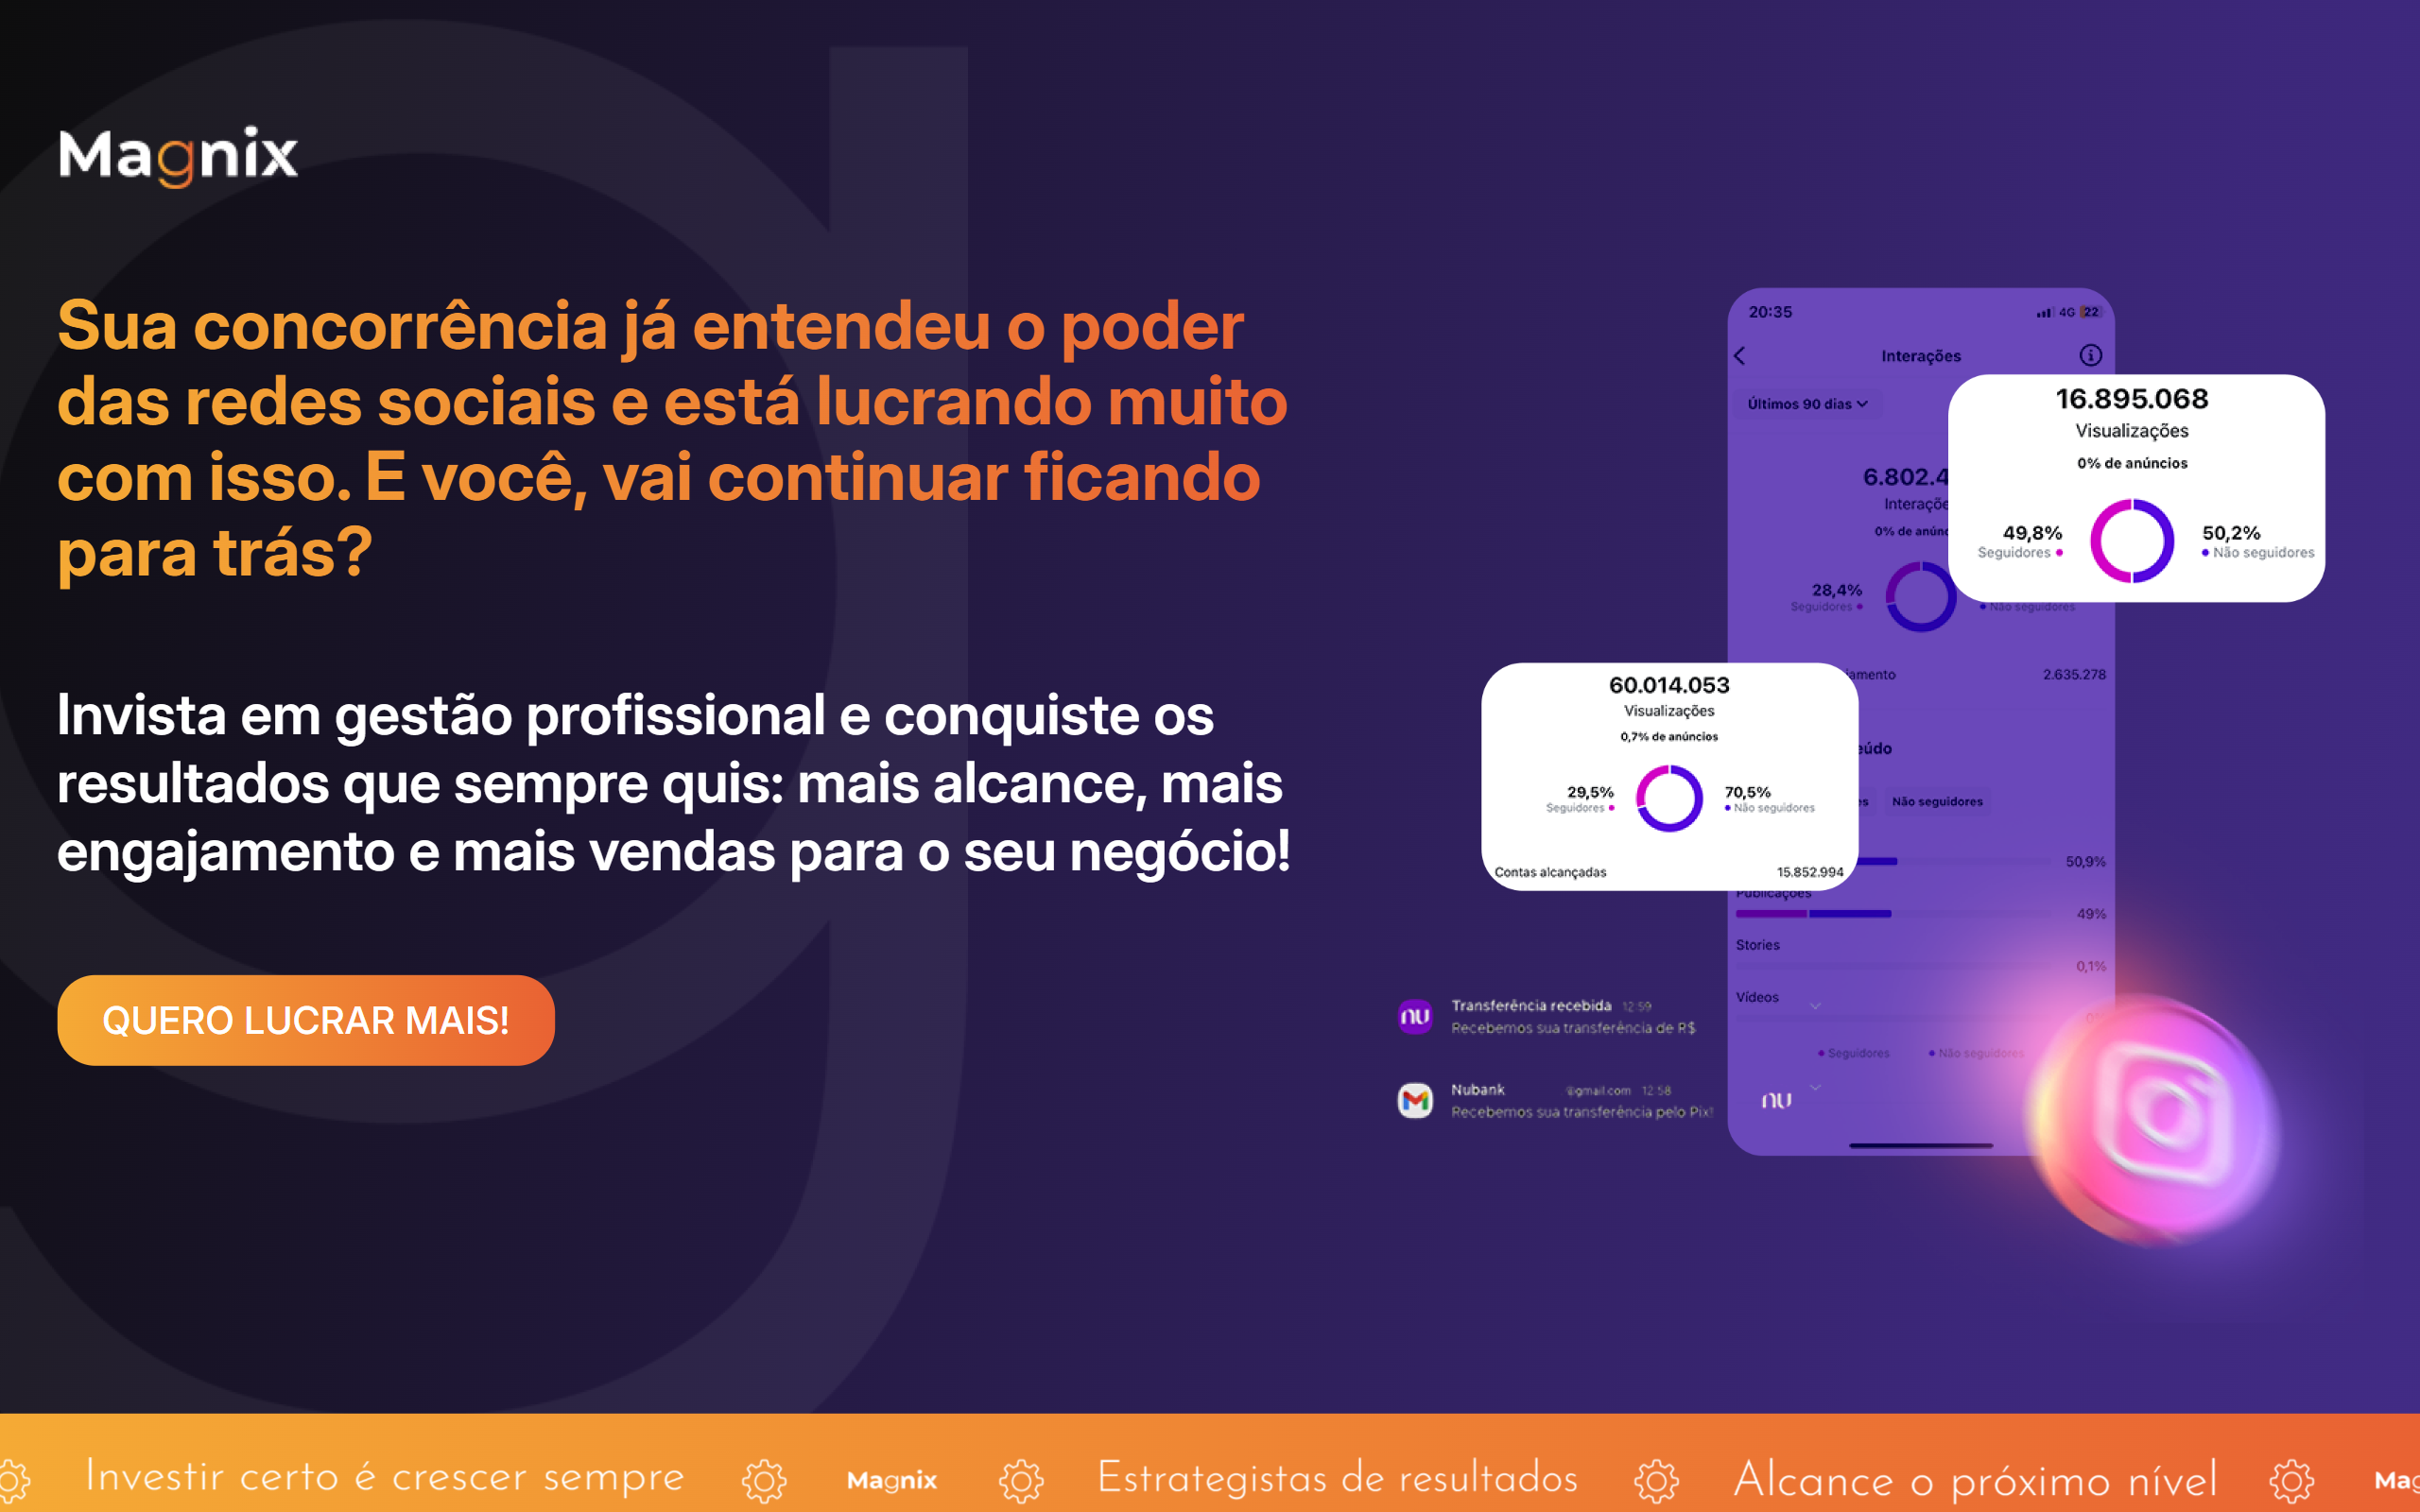 Magnix
Sua concorrência já entendeu o poder
das redes sociais e está lucrando muito
com isso. E você, vai continuar ficando
para trás?
Invista em gestão profissional e conquiste os
resultados que sempre quis: mais alcance, mais
engajamento e mais vendas para o seu negócio!
QUERO LUCRAR MAIS!
20:35
4G 22
Interações
Últimos 90 dias
16.895.068
Visualizações
0% de anúncios
49,8%
Seguidores
50,2%
Não seguidores
6.802.4
Interaçõe
0% de anúnc
28,4%
Seguidores
Não seguidores
60.014.053
Visualizações
0,7% de anúncios
29,5%
Seguidores
70,5%
Não seguidores
Contas alcançadas 15.852.994
amento 2.635.278
eúdo
Não seguidores
50,9%
Publicações
49%
Stories
0,1%
Vídeos
Seguidores Não seguidores
Transferência recebida 12:59
Recebemos sua transferência de R$
Nubank @gmail.com 12:58
Recebemos sua transferência pelo Pix!
nu
nu
Investir certo é crescer sempre Magnix Estrategistas de resultados Alcance o próximo nível Mag